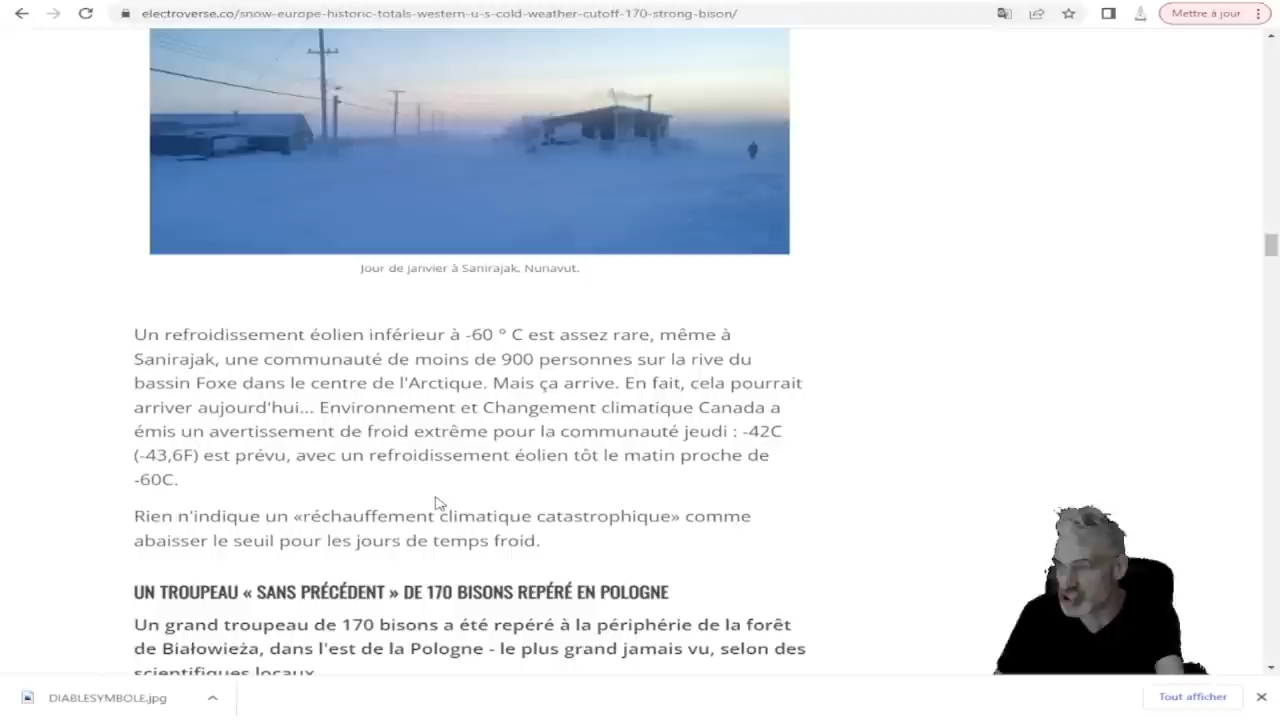 electroverse.co/snow-europe-historic-totals-western-u-s-cold-weather-cutoff-170-strong-bison/
Mettre à jour
Jour de janvier à Sanirajak, Nunavut.
Un refroidissement éolien inférieur à -60 ° C est assez rare, même à
Sanirajak, une communauté de moins de 900 personnes sur la rive du
bassin Foxe dans le centre de l'Arctique. Mais ça arrive. En fait, cela pourrait
arriver aujourd'hui... Environnement et Changement climatique Canada a
émis un avertissement de froid extrême pour la communauté jeudi : -42C
(-43,6F) est prévu, avec un refroidissement éolien tôt le matin proche de
-60C.
Rien n'indique un «réchauffement climatique catastrophique» comme
abaisser le seuil pour les jours de temps froid.
UN TROUPEAU « SANS PRÉCÉDENT » DE 170 BISONS REPÉRÉ EN POLOGNE
Un grand troupeau de 170 bisons a été repéré à la périphérie de la forêt
de Białowieża, dans l'est de la Pologne - le plus grand jamais vu, selon des
scientifiques locaux
DIABLESYMBOLE.jpg
Tout afficher